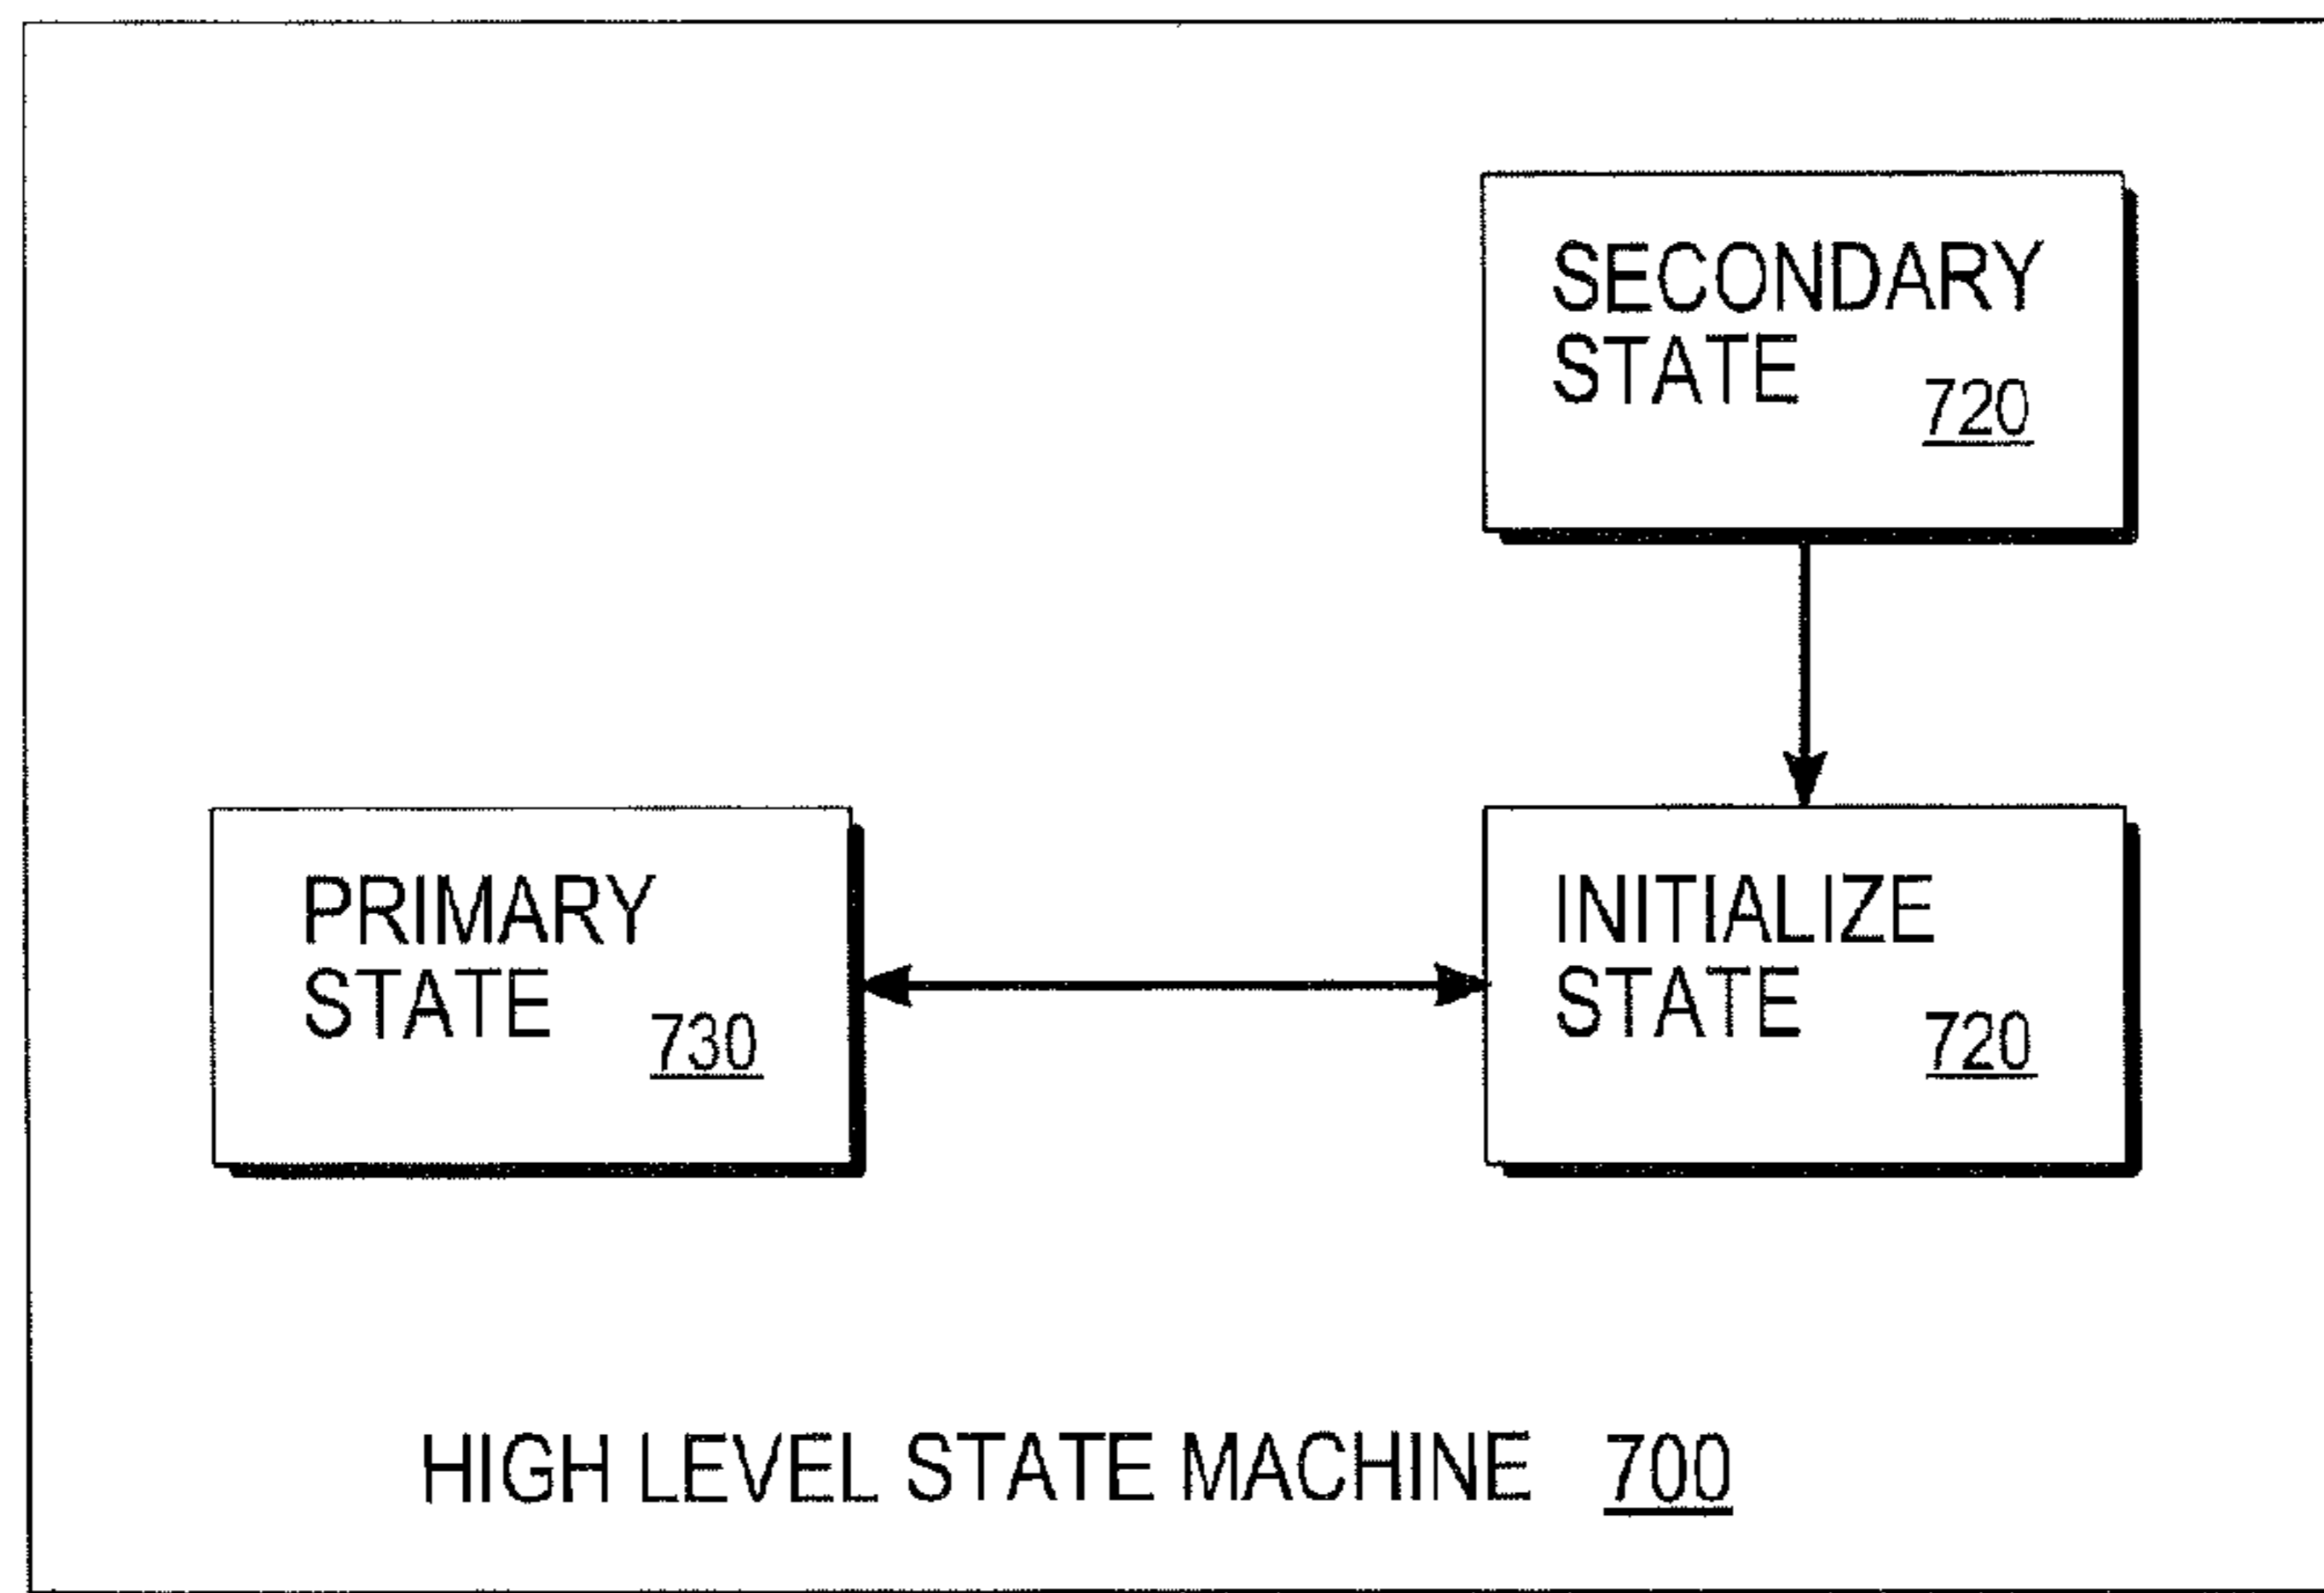 SECONDARY
STATE
720
PRIMARY
STATE
730
INITIALIZE
STATE
720
HIGH LEVEL STATE MACHINE 700